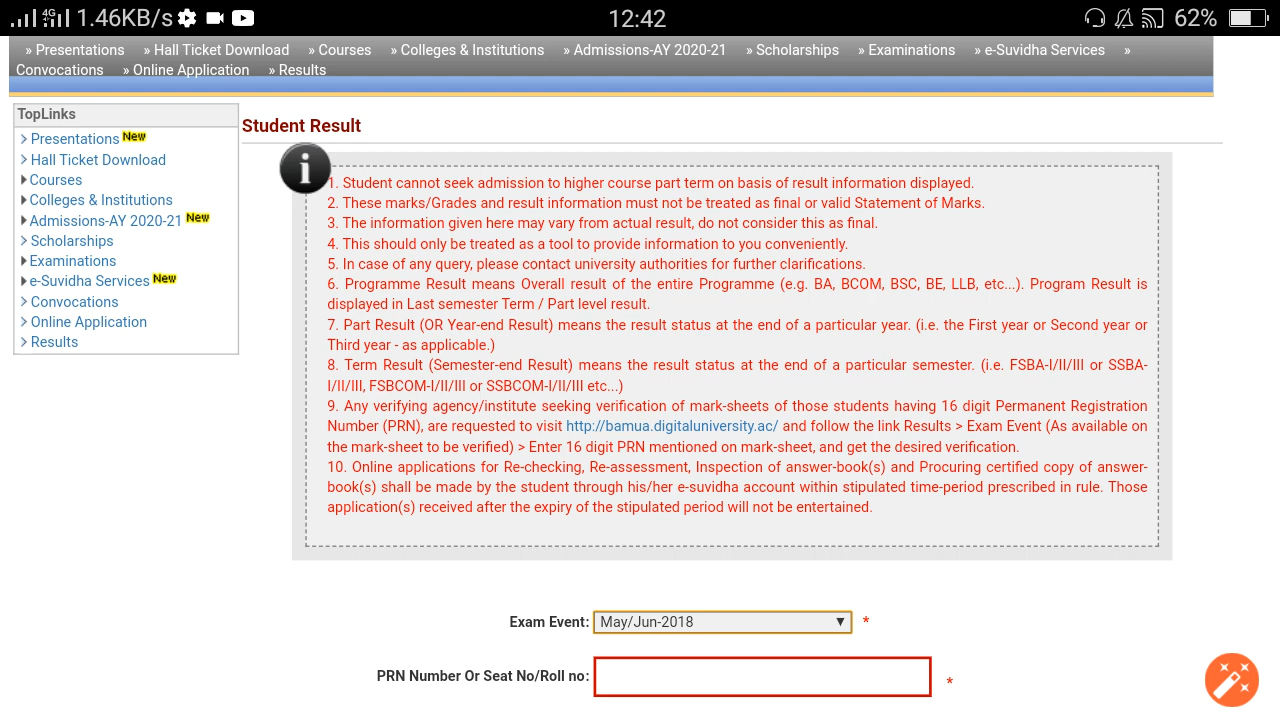 4G 1.46KB/s 12:42 62%
» Presentations » Hall Ticket Download » Courses » Colleges & Institutions » Admissions-AY 2020-21 » Scholarships » Examinations » e-Suvidha Services »
Convocations » Online Application » Results
TopLinks
Presentations New
Hall Ticket Download
Courses
Colleges & Institutions
Admissions-AY 2020-21 New
Scholarships
Examinations
e-Suvidha Services New
Convocations
Online Application
Results
Student Result
1. Student cannot seek admission to higher course part term on basis of result information displayed.
2. These marks/Grades and result information must not be treated as final or valid Statement of Marks.
3. The information given here may vary from actual result, do not consider this as final.
4. This should only be treated as a tool to provide information to you conveniently.
5. In case of any query, please contact university authorities for further clarifications.
6. Programme Result means Overall result of the entire Programme (e.g. BA, BCOM, BSC, BE, LLB, etc...). Program Result is
displayed in Last semester Term / Part level result.
7. Part Result (OR Year-end Result) means the result status at the end of a particular year. (i.e. the First year or Second year or
Third year - as applicable.)
8. Term Result (Semester-end Result) means the result status at the end of a particular semester. (i.e. FSBA-I/II/III or SSBA-
I/II/III, FSBCOM-I/II/III or SSBCOM-I/II/III etc...)
9. Any verifying agency/institute seeking verification of mark-sheets of those students having 16 digit Permanent Registration
Number (PRN), are requested to visit http://bamua.digitaluniversity.ac/ and follow the link Results > Exam Event (As available on
the mark-sheet to be verified) > Enter 16 digit PRN mentioned on mark-sheet, and get the desired verification.
10. Online applications for Re-checking, Re-assessment, Inspection of answer-book(s) and Procuring certified copy of answer-
book(s) shall be made by the student through his/her e-suvidha account within stipulated time-period prescribed in rule. Those
application(s) received after the expiry of the stipulated period will not be entertained.
Exam Event: May/Jun-2018 *
PRN Number Or Seat No/Roll no: *